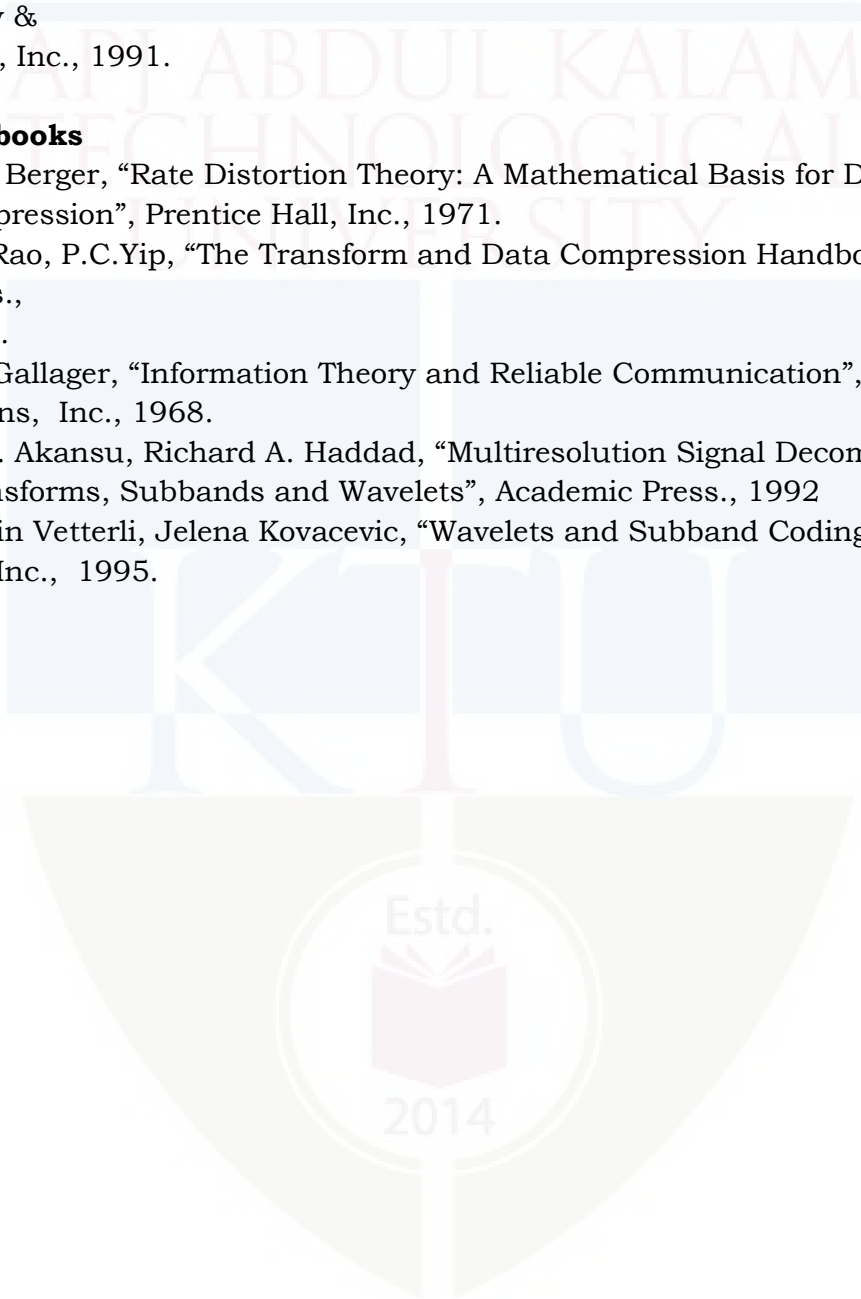 y &
, Inc., 1991.
APJ ABDUL KALAM
TECHNOLOGICAL
UNIVERSITY
books
Berger, “Rate Distortion Theory: A Mathematical Basis for D
pression”, Prentice Hall, Inc., 1971.
Rao, P.C.Yip, “The Transform and Data Compression Handbo
s.,
.
Gallager, “Information Theory and Reliable Communication”,
ns, Inc., 1968.
. Akansu, Richard A. Haddad, “Multiresolution Signal Decom
nsforms, Subbands and Wavelets”, Academic Press., 1992
in Vetterli, Jelena Kovacevic, “Wavelets and Subband Coding
Inc., 1995.
KTU
Estd.
2014